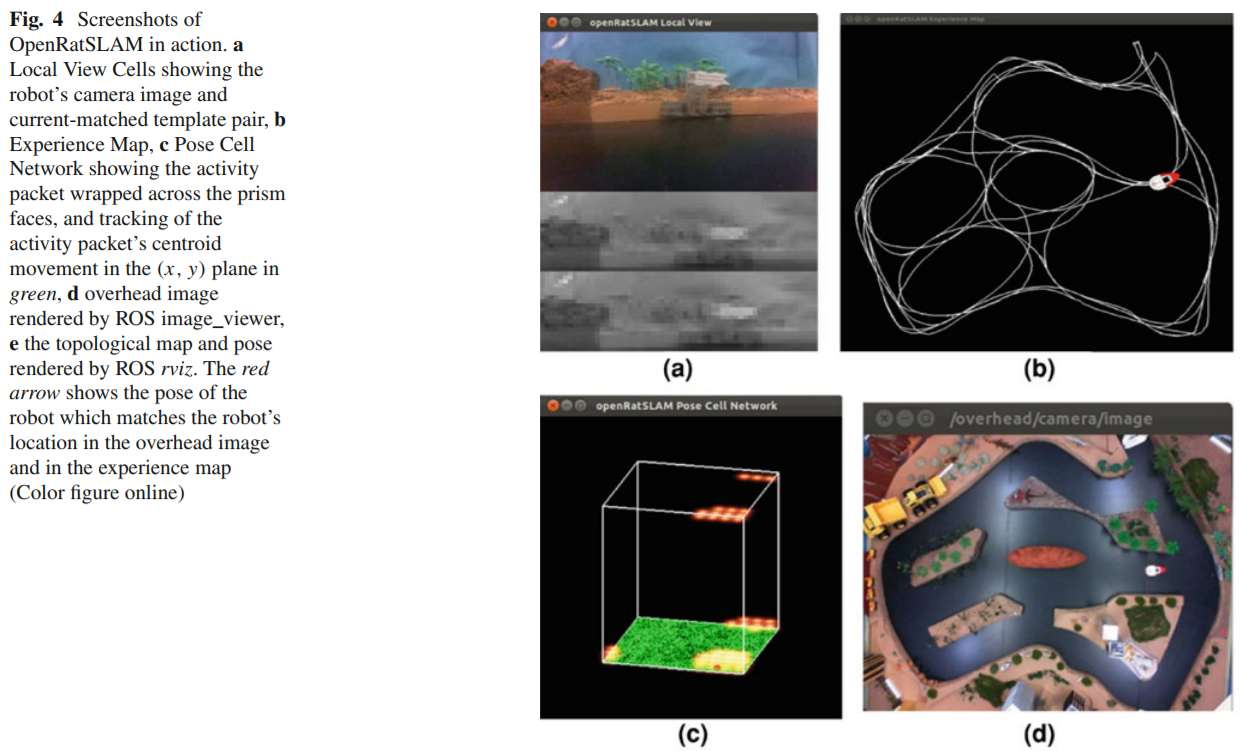 Fig. 4 Screenshots of
OpenRatSLAM in action. a
Local View Cells showing the
robot's camera image and
current-matched template pair, b
Experience Map, c Pose Cell
Network showing the activity
packet wrapped across the prism
faces, and tracking of the
activity packet's centroid
movement in the (x, y) plane in
green, d overhead image
rendered by ROS image_viewer,
e the topological map and pose
rendered by ROS rviz. The red
arrow shows the pose of the
robot which matches the robot's
location in the overhead image
and in the experience map
(Color figure online)
openRatSLAM Local View
openRatSLAM Experience Map
(a)
(b)
openRatSLAM Pose Cell Network
/overhead/camera/image
(c)
(d)